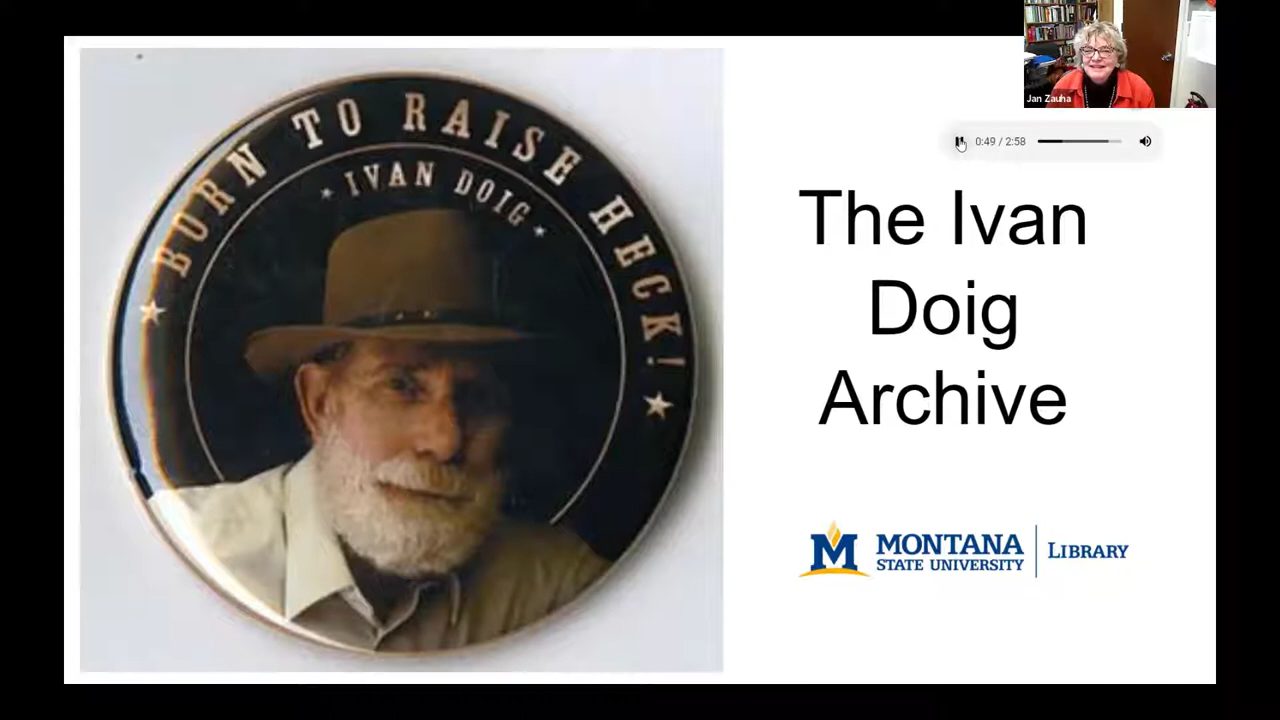 BORN TO RAISE HECK!
IVAN DOIG
Jan Zauha
0:49 / 2:58
The Ivan
Doig
Archive
M MONTANA
STATE UNIVERSITY
LIBRARY